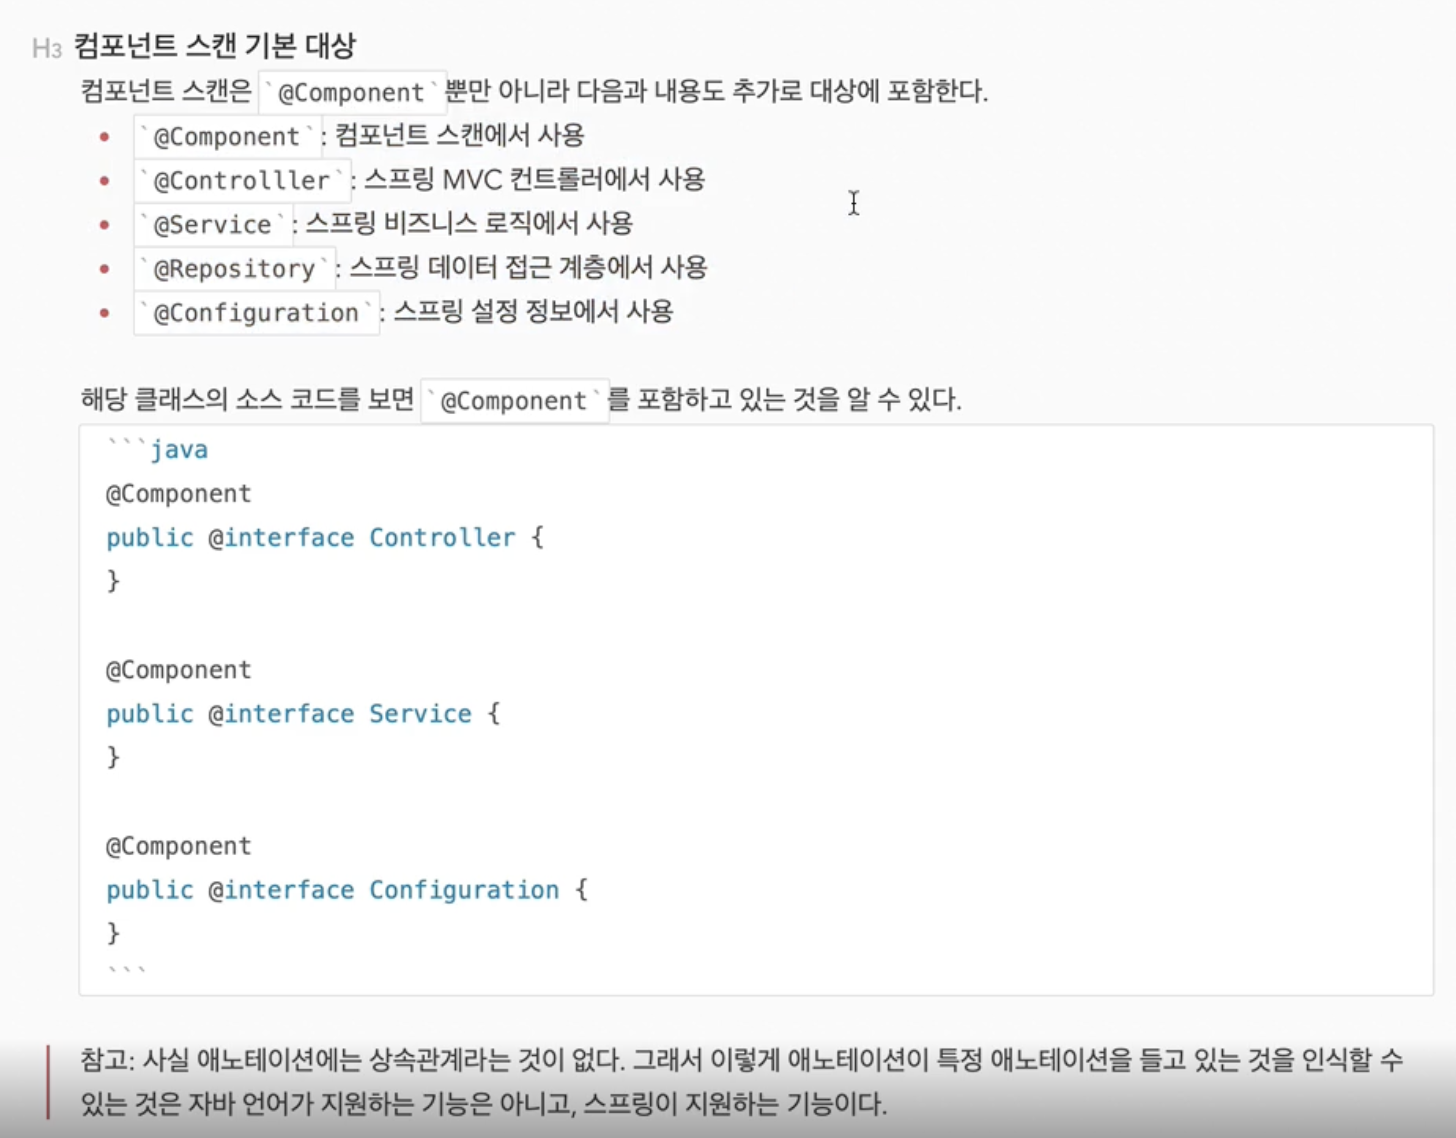 H3 컴포넌트 스캔 기본 대상
컴포넌트 스캔은 `@Component` 뿐만 아니라 다음과 내용도 추가로 대상에 포함한다.
• `@Component` : 컴포넌트 스캔에서 사용
• `@Controlller` : 스프링 MVC 컨트롤러에서 사용
• `@Service` : 스프링 비즈니스 로직에서 사용
• `@Repository` : 스프링 데이터 접근 계층에서 사용
• `@Configuration` : 스프링 설정 정보에서 사용
해당 클래스의 소스 코드를 보면 `@Component` 를 포함하고 있는 것을 알 수 있다.
```java
@Component
public @interface Controller {
}
@Component
public @interface Service {
}
@Component
public @interface Configuration {
}
```
참고: 사실 애노테이션에는 상속관계라는 것이 없다. 그래서 이렇게 애노테이션이 특정 애노테이션을 들고 있는 것을 인식할 수
있는 것은 자바 언어가 지원하는 기능은 아니고, 스프링이 지원하는 기능이다.